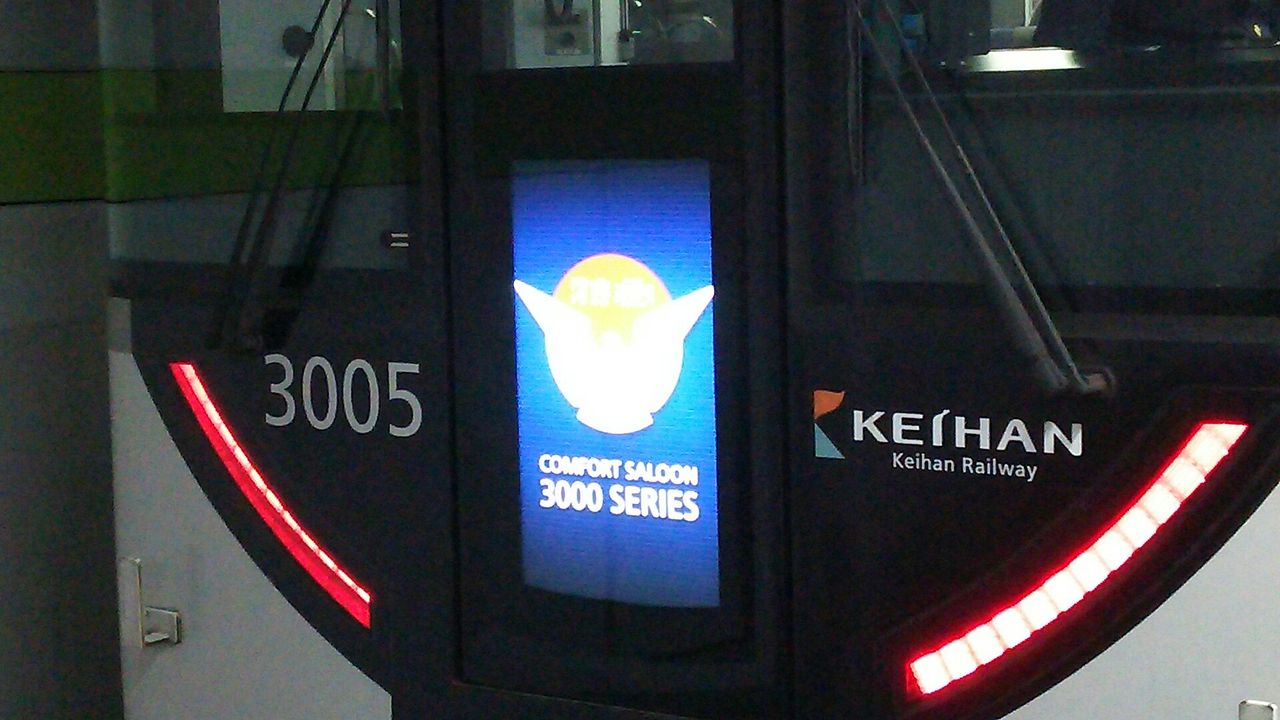 3005
COMFORT SALOON
3000 SERIES
KEIHAN
Keihan Railway